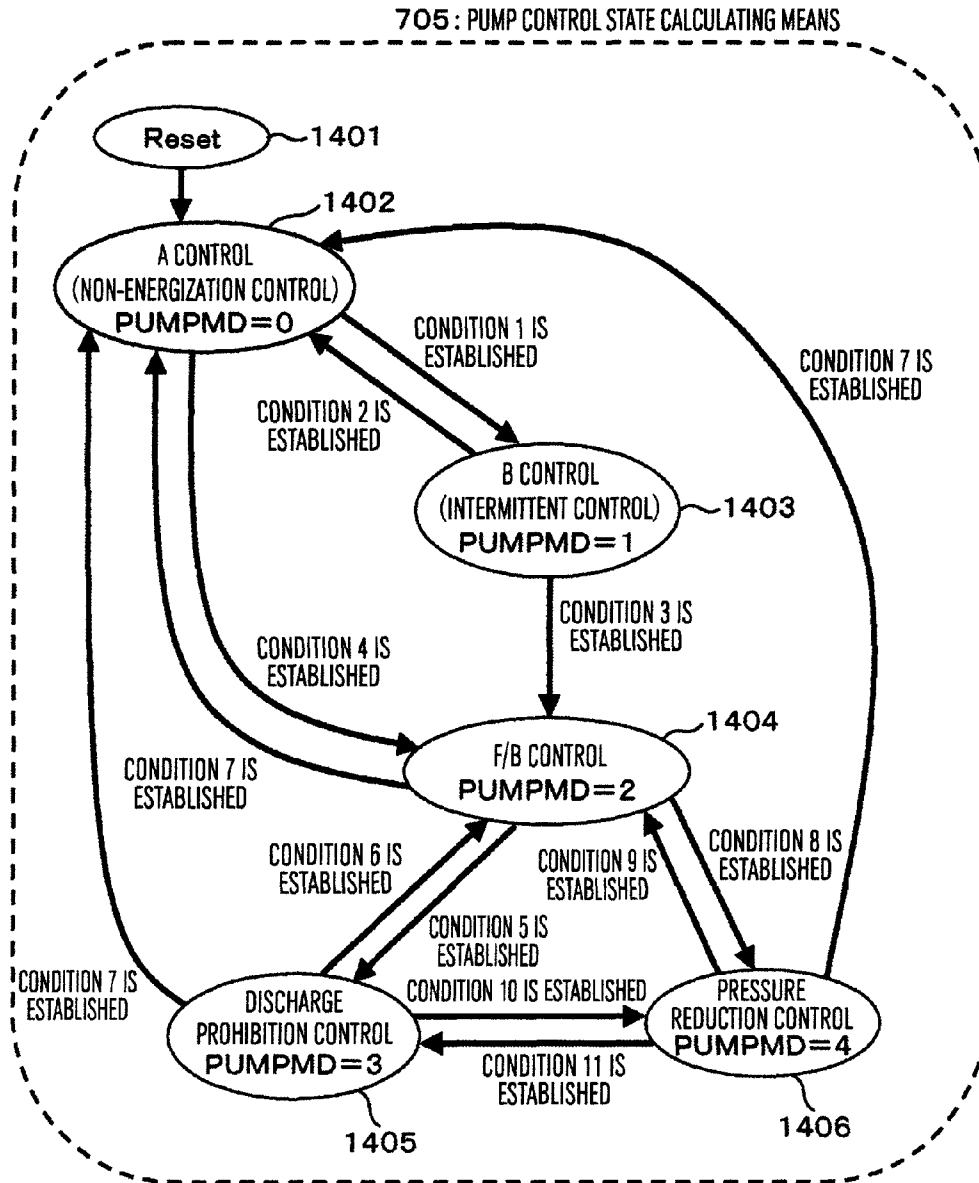 705: PUMP CONTROL STATE CALCULATING MEANS
Reset
1401
1402
A CONTROL
(NON-ENERGIZATION CONTROL)
PUMPMD=0
CONDITION 1 IS
ESTABLISHED
CONDITION 7 IS
ESTABLISHED
CONDITION 2 IS
ESTABLISHED
B CONTROL
(INTERMITTENT CONTROL)
PUMPMD=1
1403
CONDITION 3 IS
ESTABLISHED
CONDITION 4 IS
ESTABLISHED
1404
F/B CONTROL
PUMPMD=2
CONDITION 7 IS
ESTABLISHED
CONDITION 6 IS
ESTABLISHED
CONDITION 9 IS
ESTABLISHED
CONDITION 8 IS
ESTABLISHED
CONDITION 5 IS
ESTABLISHED
CONDITION 7 IS
ESTABLISHED
DISCHARGE
PROHIBITION CONTROL
PUMPMD=3
CONDITION 10 IS ESTABLISHED
PRESSURE
REDUCTION CONTROL
PUMPMD=4
CONDITION 11 IS
ESTABLISHED
1405
1406